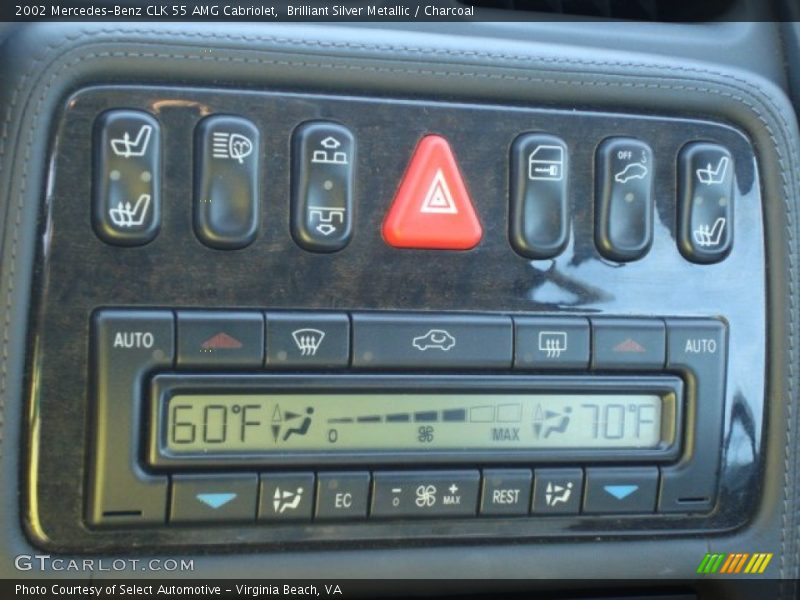 2002 Mercedes-Benz CLK 55 AMG Cabriolet, Brilliant Silver Metallic / Charcoal
OFF
AUTO
AUTO
60°F 0 MAX 70°F
EC
- 0 + MAX
REST
GTCARLOT.COM
Photo Courtesy of Select Automotive - Virginia Beach, VA